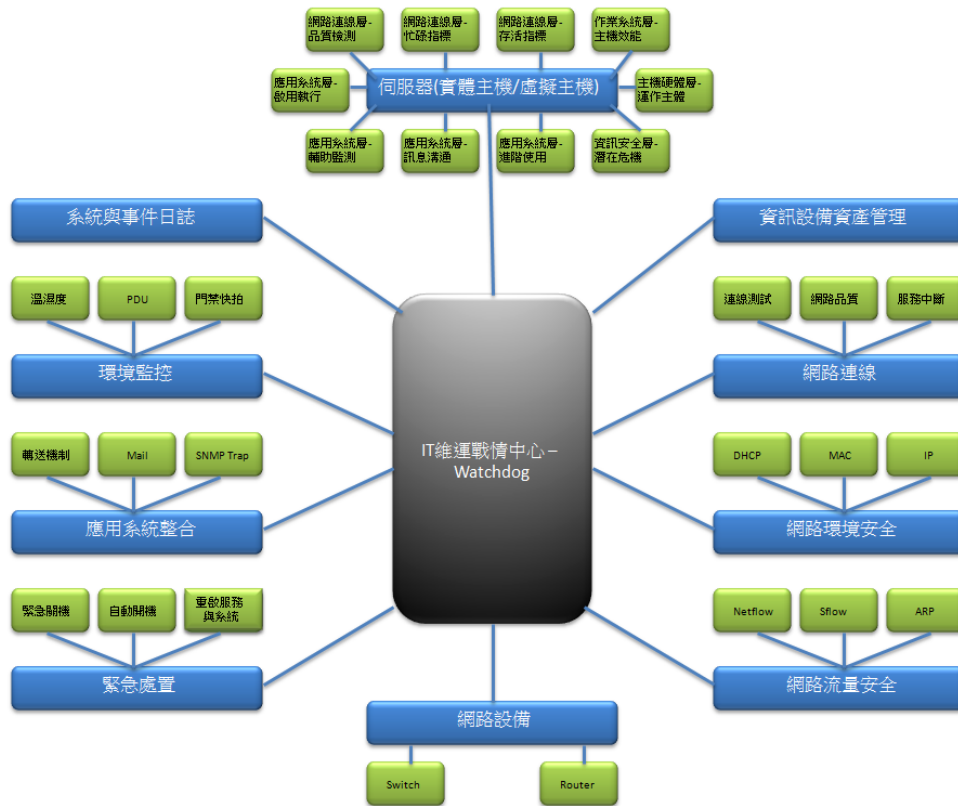 網路連線層-
品質檢測
網路連線層-
忙碌指標
網路連線層-
存活指標
作業系統層-
主機效能
應用系統層-
啟用執行
伺服器(實體主機/虛擬主機)
主機硬體層-
運作主體
應用系統層-
輔助監測
應用系統層-
訊息溝通
應用系統層-
進階使用
資訊安全層-
潛在危機
系統與事件日誌
資訊設備資產管理
溫濕度
PDU
門禁快拍
連線測試
網路品質
服務中斷
環境監控
網路連線
IT維運戰情中心–
Watchdog
轉送機制
Mail
SNMP Trap
DHCP
MAC
IP
應用系統整合
網路環境安全
緊急關機
自動開機
重啟服務
與系統
Netflow
Sflow
ARP
緊急處置
網路流量安全
網路設備
Switch
Router